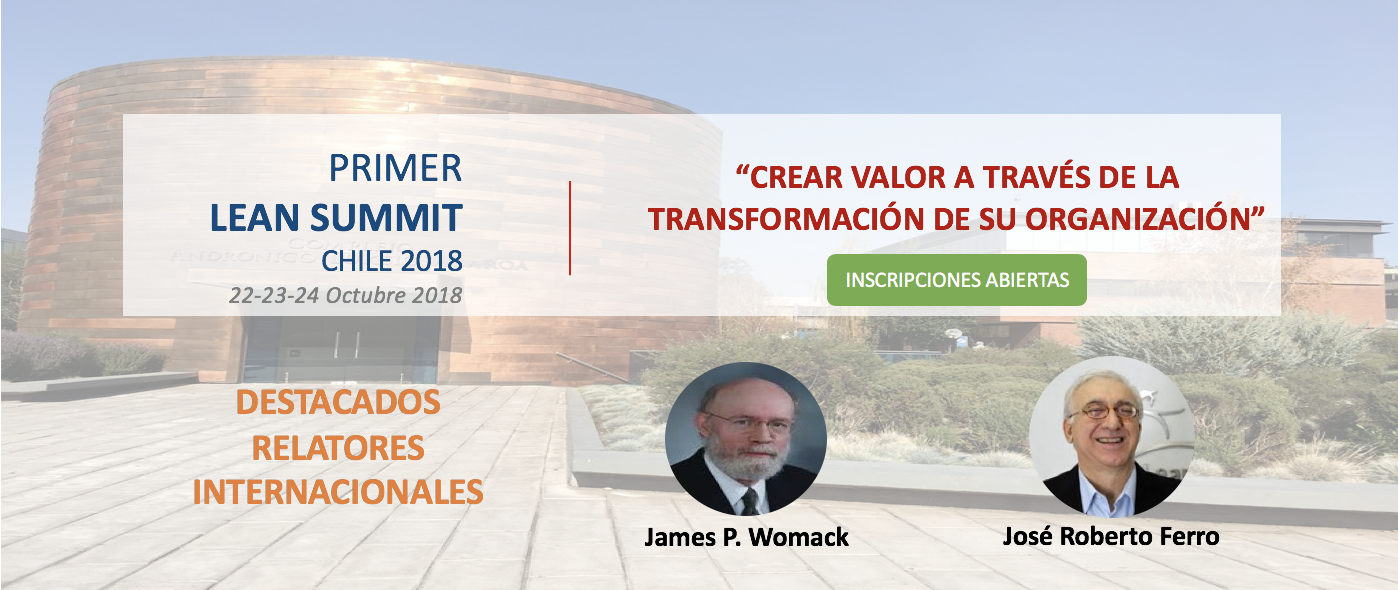 PRIMER
LEAN SUMMIT
CHILE 2018
22-23-24 Octubre 2018
“CREAR VALOR A TRAVÉS DE LA
TRANSFORMACIÓN DE SU ORGANIZACIÓN”
INSCRIPCIONES ABIERTAS
DESTACADOS
RELATORES
INTERNACIONALES
James P. Womack
José Roberto Ferro